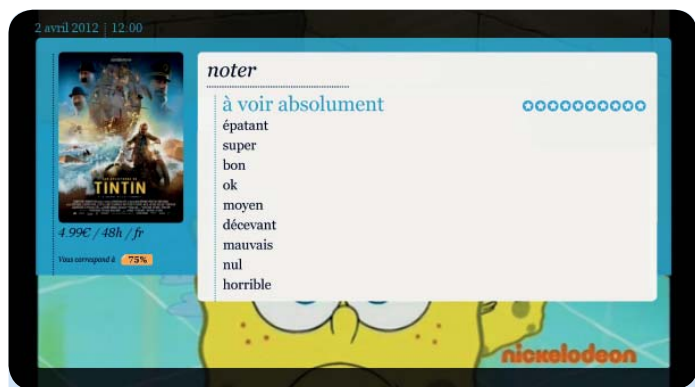 2 avril 2012 | 12:00
noter
à voir absolument
épatant
super
bon
ok
moyen
décevant
mauvais
nul
horrible
TINTIN
4.99€ / 48h / fr
Vous correspond à 75%
nickelodeon